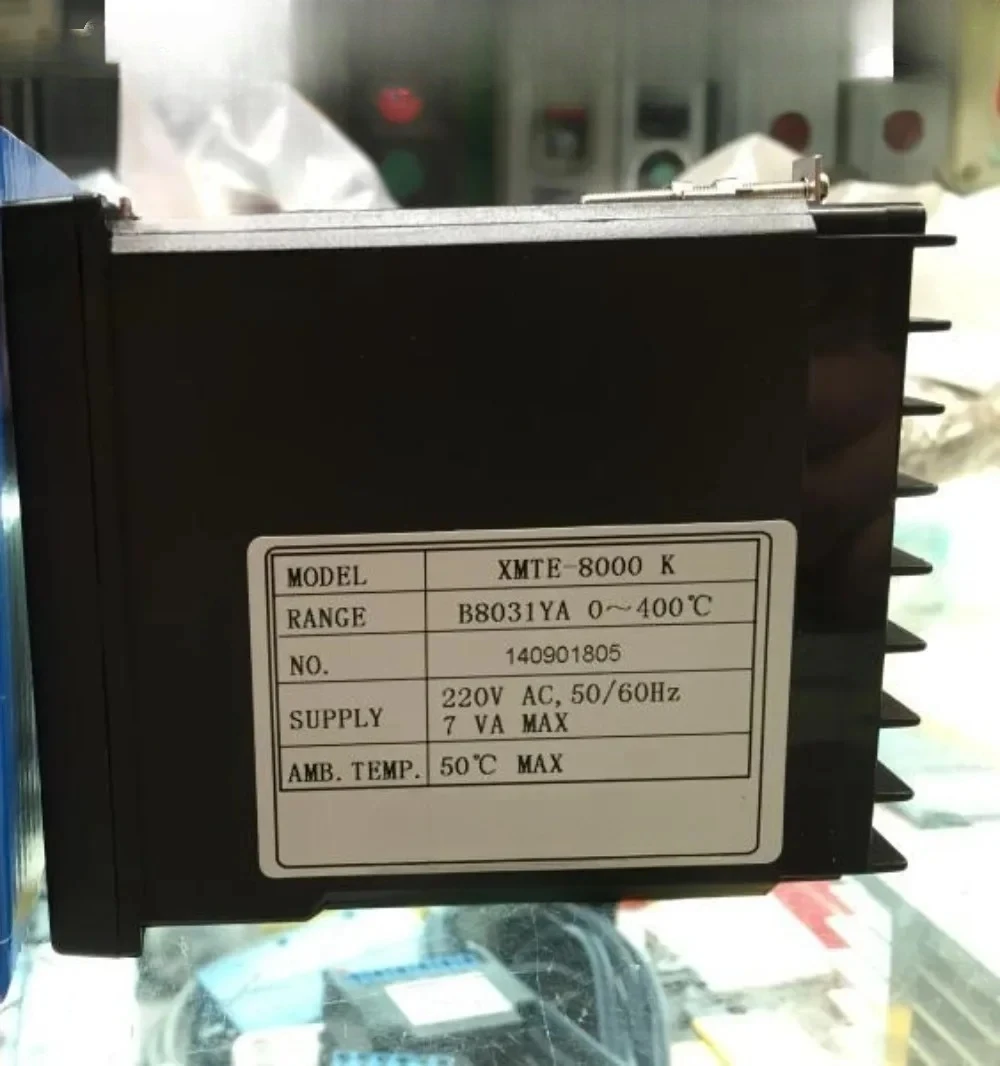 MODEL XMTE-8000 K
RANGE B8031YA 0～400℃
NO. 140901805
SUPPLY 220V AC, 50/60Hz
7 VA MAX
AMB. TEMP. 50℃ MAX